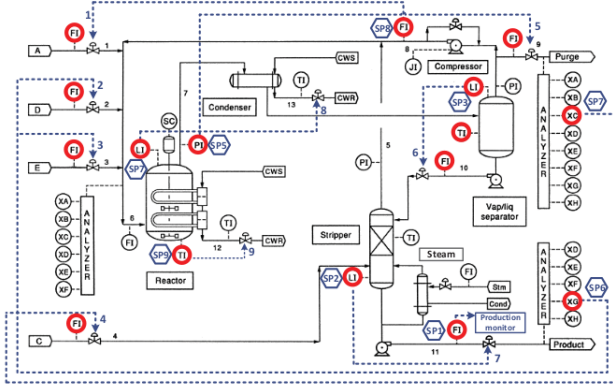 1
FI
A
1
2
FI
D
2
3
FI
E
3
XA
XB
XC
XD
XE
XF
ANALYZER
6
FI
4
FI
C
4
7
SC
LI
SP7
PI
SP5
SP9
TI
Reactor
CWS
TI
12
CWR
9
Condenser
CWS
TI
13
CWR
8
SP8
FI
8
JI
Compressor
5
FI
9
Purge
LI
SP3
PI
TI
6
FI
10
Vap/liq
separator
ANALYZER
XA
XB
XC
XD
XE
XF
XG
XH
SP7
5
PI
Stripper
TI
SP2
LI
Steam
FI
Stm
Cond
SP1
FI
Production
monitor
11
7
ANALYZER
XD
XE
XF
XG
XH
SP6
Product